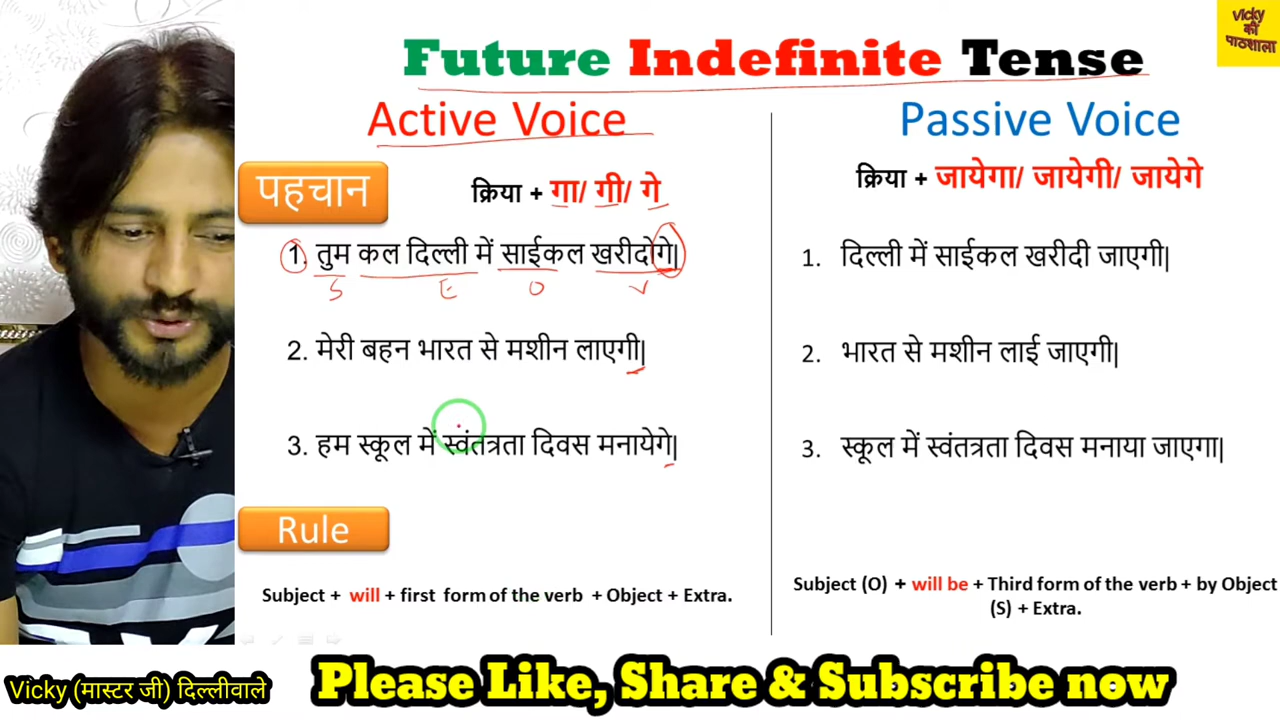 Vicky
की
पाठशाला
Future Indefinite Tense
Active Voice
Passive Voice
पहचान
क्रिया + गा/ गी/ गे
क्रिया + जायेगा/ जायेगी/ जायेगे
1. तुम कल दिल्ली में साईकल खरीदोगे|
S E O V
1. दिल्ली में साईकल खरीदी जाएगी|
2. मेरी बहन भारत से मशीन लाएगी|
2. भारत से मशीन लाई जाएगी|
3. हम स्कूल में स्वंतत्रता दिवस मनायेगे|
3. स्कूल में स्वंतत्रता दिवस मनाया जाएगा|
Rule
Subject + will + first form of the verb + Object + Extra.
Subject (O) + will be + Third form of the verb + by Object
(S) + Extra.
Vicky (मास्टर जी) दिल्लीवाले
Please Like, Share & Subscribe now